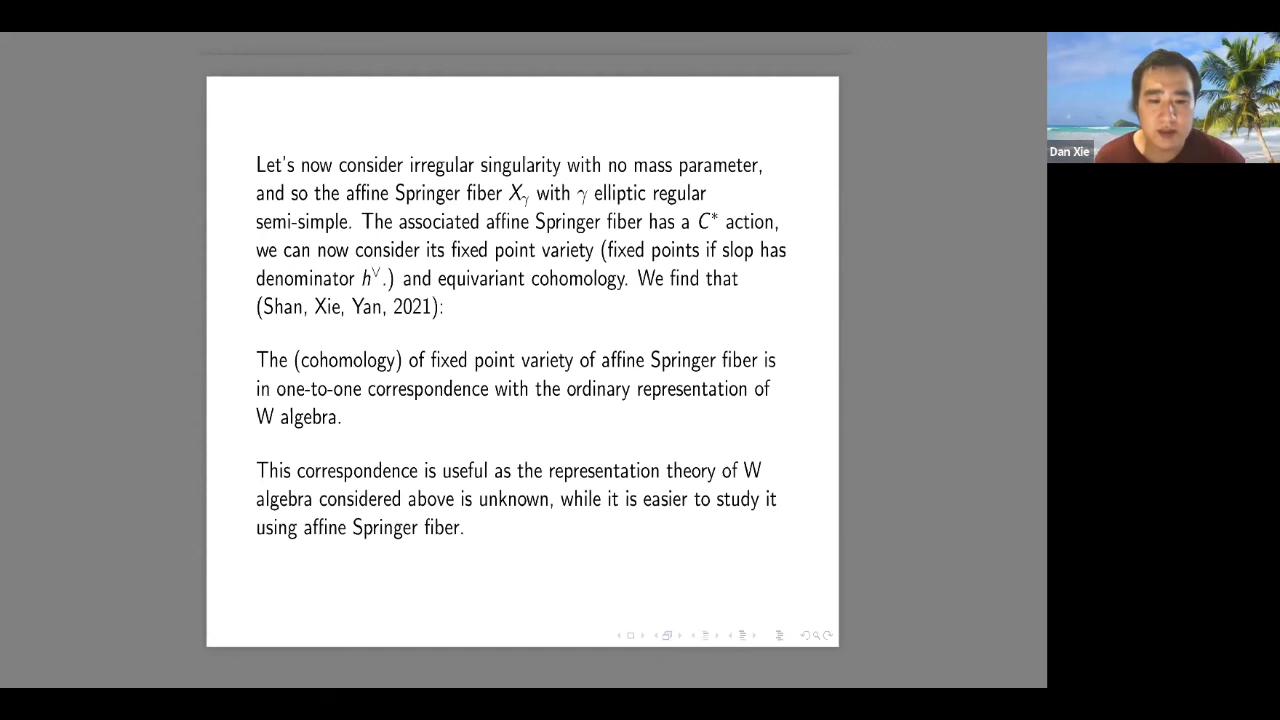 Let's now consider irregular singularity with no mass parameter,
and so the affine Springer fiber X_γ with γ elliptic regular
semi-simple. The associated affine Springer fiber has a C* action,
we can now consider its fixed point variety (fixed points if slop has
denominator h^∨.) and equivariant cohomology. We find that
(Shan, Xie, Yan, 2021):
The (cohomology) of fixed point variety of affine Springer fiber is
in one-to-one correspondence with the ordinary representation of
W algebra.
This correspondence is useful as the representation theory of W
algebra considered above is unknown, while it is easier to study it
using affine Springer fiber.
Dan Xie